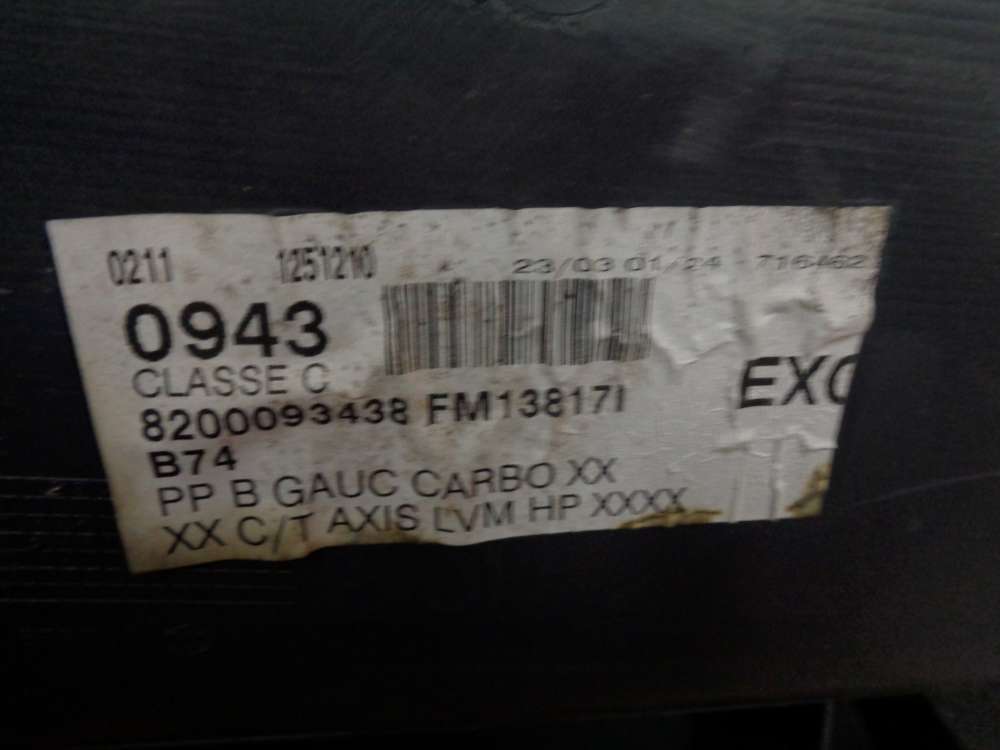 0211 1251210 23/03 01/24 716462
0943
CLASSE C
EXC
8200093438 FM13817I
B74
PP B GAUC CARBO XX
XX C/T AXIS LVM HP XXXX